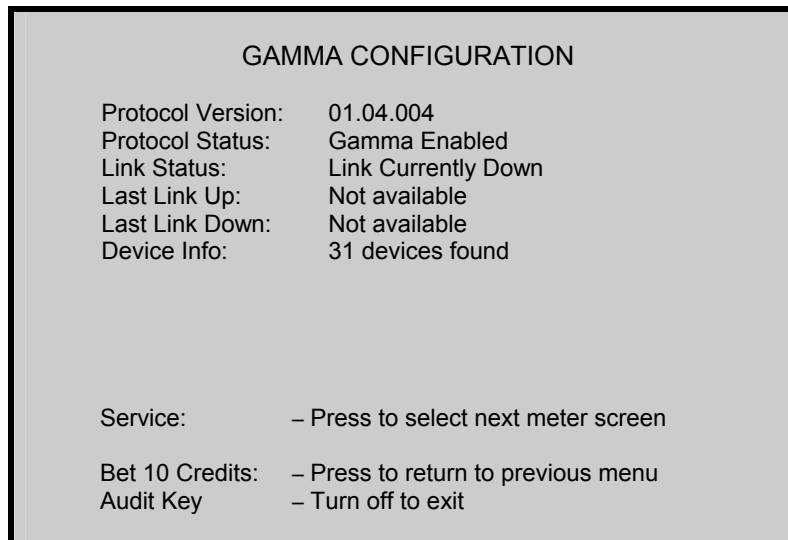 GAMMA CONFIGURATION
Protocol Version: 01.04.004
Protocol Status: Gamma Enabled
Link Status: Link Currently Down
Last Link Up: Not available
Last Link Down: Not available
Device Info: 31 devices found
Service: – Press to select next meter screen
Bet 10 Credits: – Press to return to previous menu
Audit Key – Turn off to exit